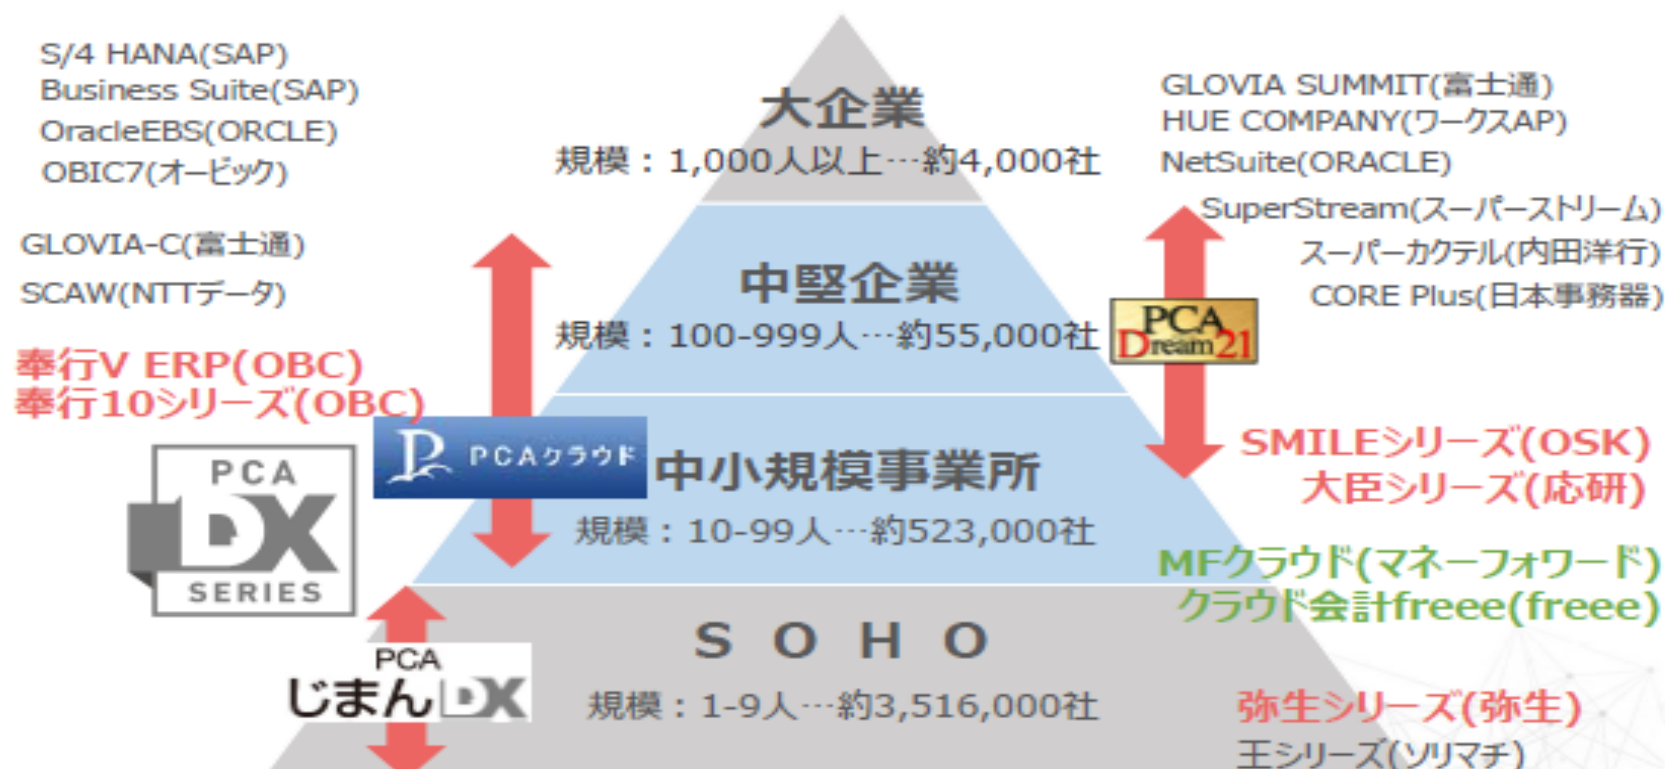 S/4 HANA(SAP)
Business Suite(SAP)
OracleEBS(ORCLE)
OBIC7(オービック)
GLOVIA-C(富士通)
SCAW(NTTデータ)
奉行V ERP(OBC)
奉行10シリーズ(OBC)
PCA
DX
SERIES
PCAクラウド
PCA
じまんDX
大企業
規模：1,000人以上…約4,000社
中堅企業
規模：100-999人…約55,000社
中小規模事業所
規模：10-99人…約523,000社
SOHO
規模：1-9人…約3,516,000社
GLOVIA SUMMIT(富士通)
HUE COMPANY(ワークスAP)
NetSuite(ORACLE)
SuperStream(スーパーストリーム)
スーパーカクテル(内田洋行)
CORE Plus(日本事務器)
PCA
Dream21
SMILEシリーズ(OSK)
大臣シリーズ(応研)
MFクラウド(マネーフォワード)
クラウド会計freee(freee)
弥生シリーズ(弥生)
王シリーズ(ソリマチ)